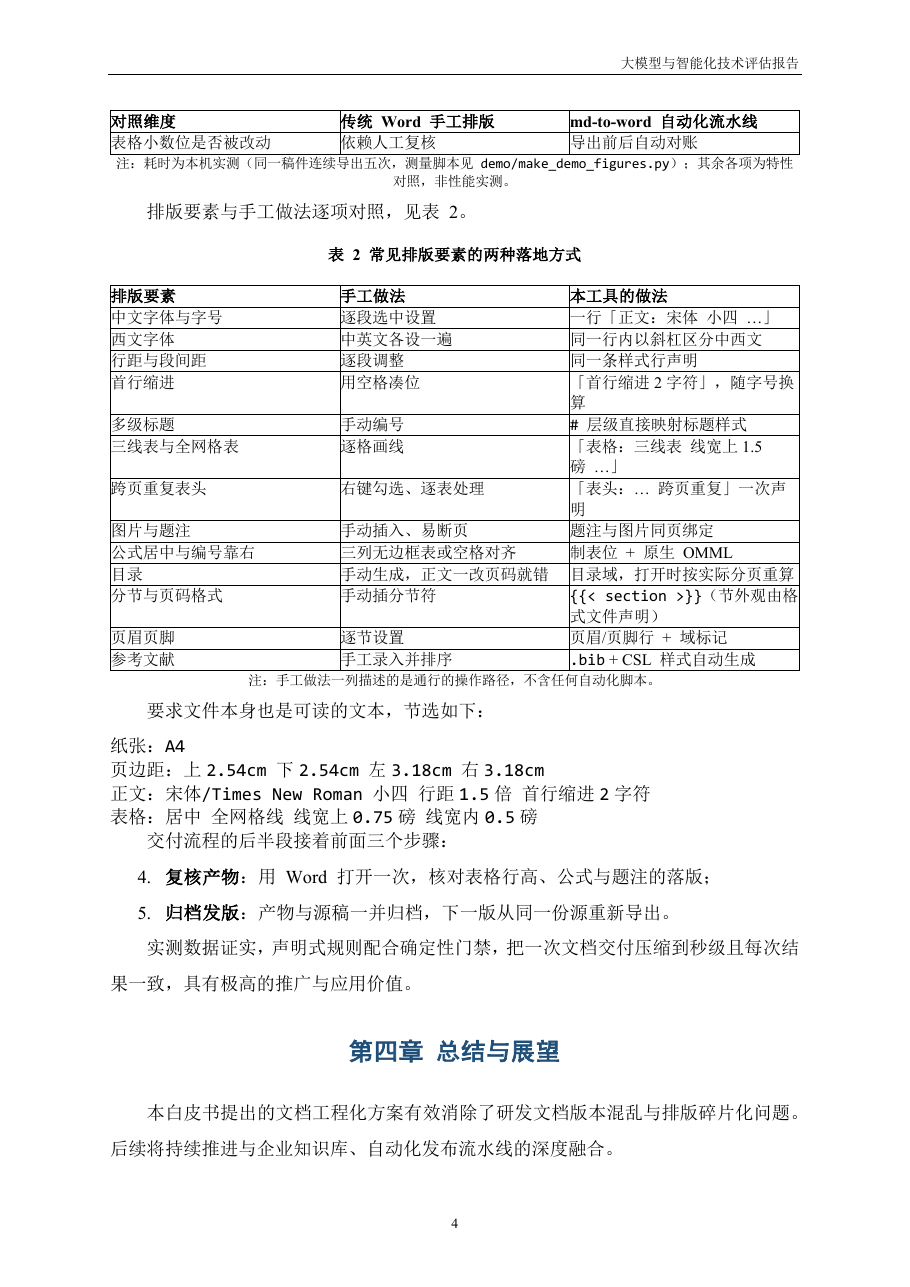 大模型与智能化技术评估报告
对照维度 传统 Word 手工排版 md-to-word 自动化流水线
表格小数位是否被改动 依赖人工复核 导出前后自动对账
注：耗时为本机实测（同一稿件连续导出五次，测量脚本见 demo/make_demo_figures.py）；其余各项为特性
对照，非性能实测。
排版要素与手工做法逐项对照，见表 2。
表 2 常见排版要素的两种落地方式
排版要素 手工做法 本工具的做法
中文字体与字号 逐段选中设置 一行「正文：宋体 小四 …」
西文字体 中英文各设一遍 同一行内以斜杠区分中西文
行距与段间距 逐段调整 同一条样式行声明
首行缩进 用空格凑位 「首行缩进 2 字符」，随字号换
算
多级标题 手动编号 # 层级直接映射标题样式
三线表与全网格表 逐格画线 「表格：三线表 线宽上 1.5
磅 …」
跨页重复表头 右键勾选、逐表处理 「表头：… 跨页重复」一次声
明
图片与题注 手动插入、易断页 题注与图片同页绑定
公式居中与编号靠右 三列无边框表或空格对齐 制表位 + 原生 OMML
目录 手动生成，正文一改页码就错 目录域，打开时按实际分页重算
分节与页码格式 手动插分节符 {{< section >}}（节外观由格
式文件声明）
页眉页脚 逐节设置 页眉/页脚行 + 域标记
参考文献 手工录入并排序 .bib + CSL 样式自动生成
注：手工做法一列描述的是通行的操作路径，不含任何自动化脚本。
要求文件本身也是可读的文本，节选如下：
纸张：A4
页边距：上 2.54cm 下 2.54cm 左 3.18cm 右 3.18cm
正文：宋体/Times New Roman 小四 行距 1.5 倍 首行缩进 2 字符
表格：居中 全网格线 线宽上 0.75 磅 线宽内 0.5 磅
交付流程的后半段接着前面三个步骤：
4. 复核产物：用 Word 打开一次，核对表格行高、公式与题注的落版；
5. 归档发版：产物与源稿一并归档，下一版从同一份源重新导出。
实测数据证实，声明式规则配合确定性门禁，把一次文档交付压缩到秒级且每次结
果一致，具有极高的推广与应用价值。
第四章 总结与展望
本白皮书提出的文档工程化方案有效消除了研发文档版本混乱与排版碎片化问题。
后续将持续推进与企业知识库、自动化发布流水线的深度融合。
4